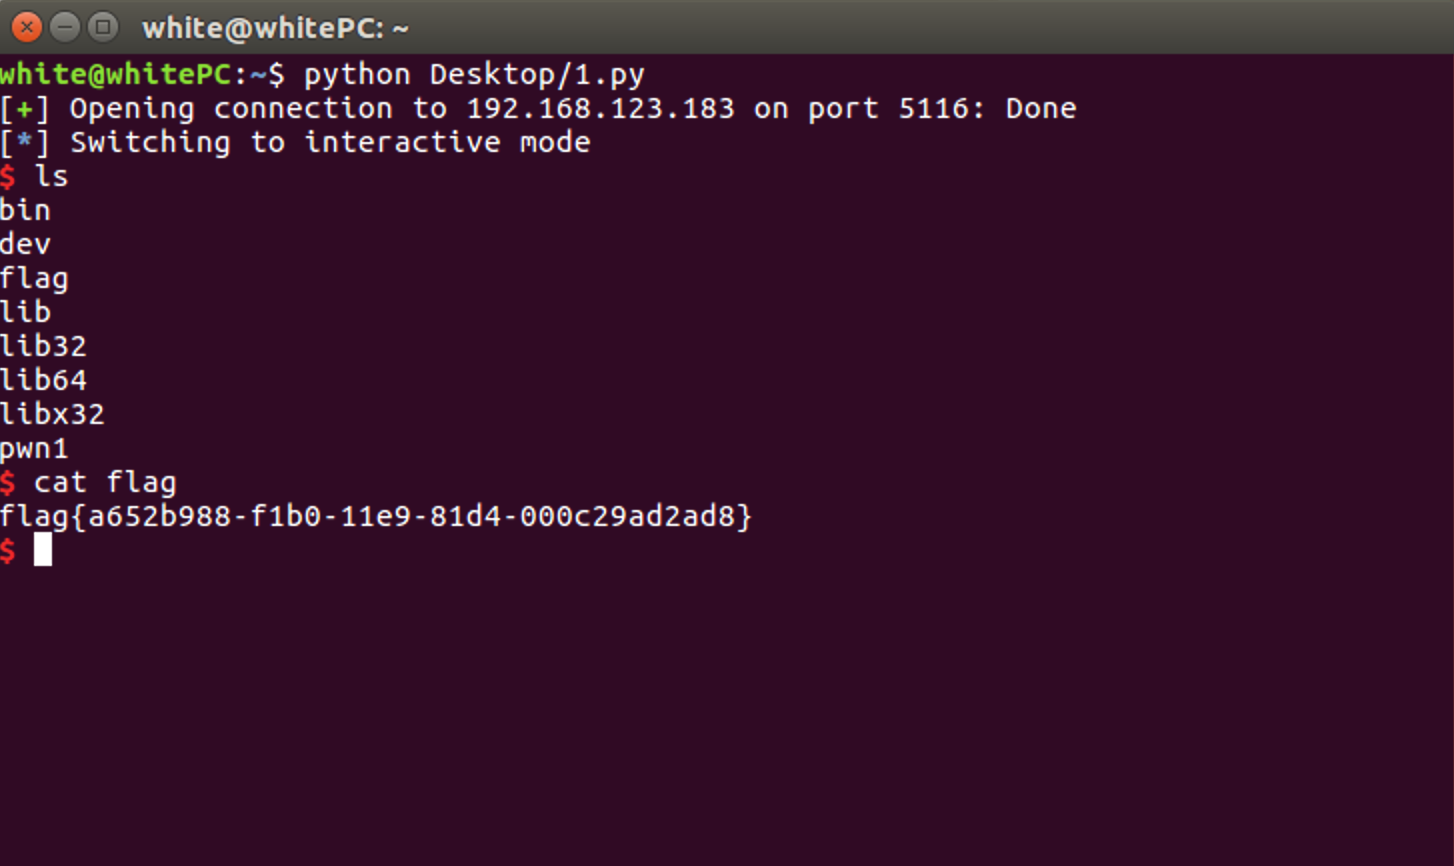 white@whitePC: ~
white@whitePC:~$ python Desktop/1.py
[+] Opening connection to 192.168.123.183 on port 5116: Done
[*] Switching to interactive mode
$ ls
bin
dev
flag
lib
lib32
lib64
libx32
pwn1
$ cat flag
flag{a652b988-f1b0-11e9-81d4-000c29ad2ad8}
$